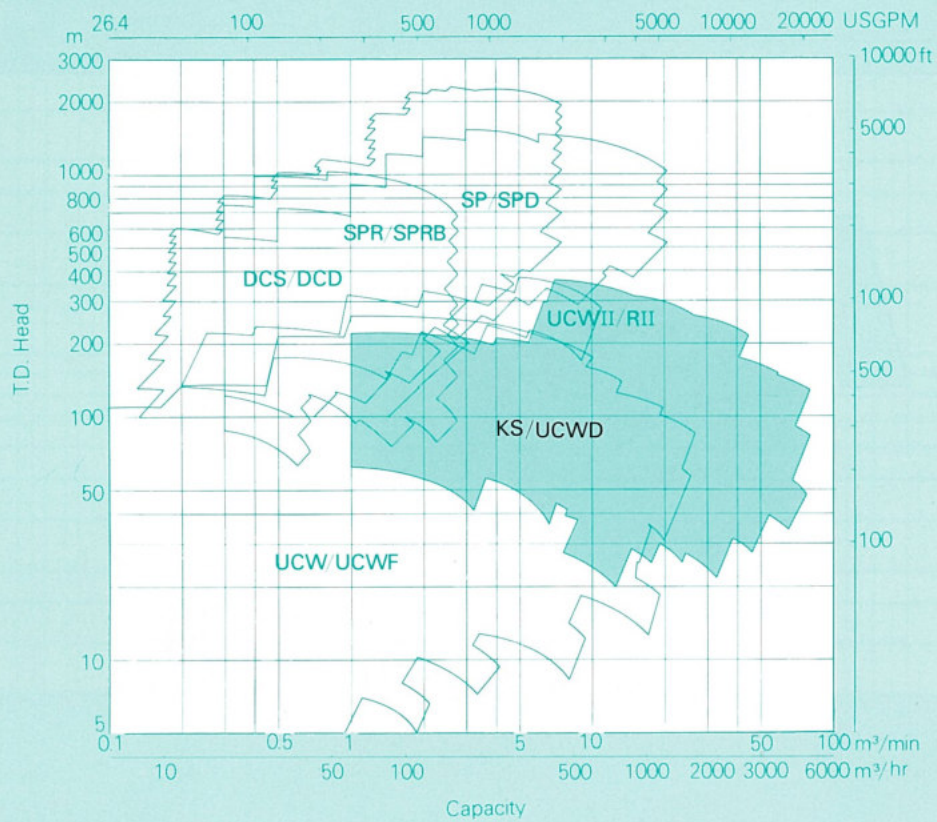 26.4 100 500 1000 5000 10000 20000 USGPM
m
3000 10000 ft
2000
5000
1000
800 SP/SPD
600 SPR/SPRB
500
400 DCS/DCD
300 UCWII/RII 1000
200
500
T.D. Head
100 KS/UCWD
50
100
UCW/UCWF
10
5
0.1 0.5 1 5 10 50 100 m³/min
10 50 100 500 1000 2000 3000 6000 m³/hr
Capacity